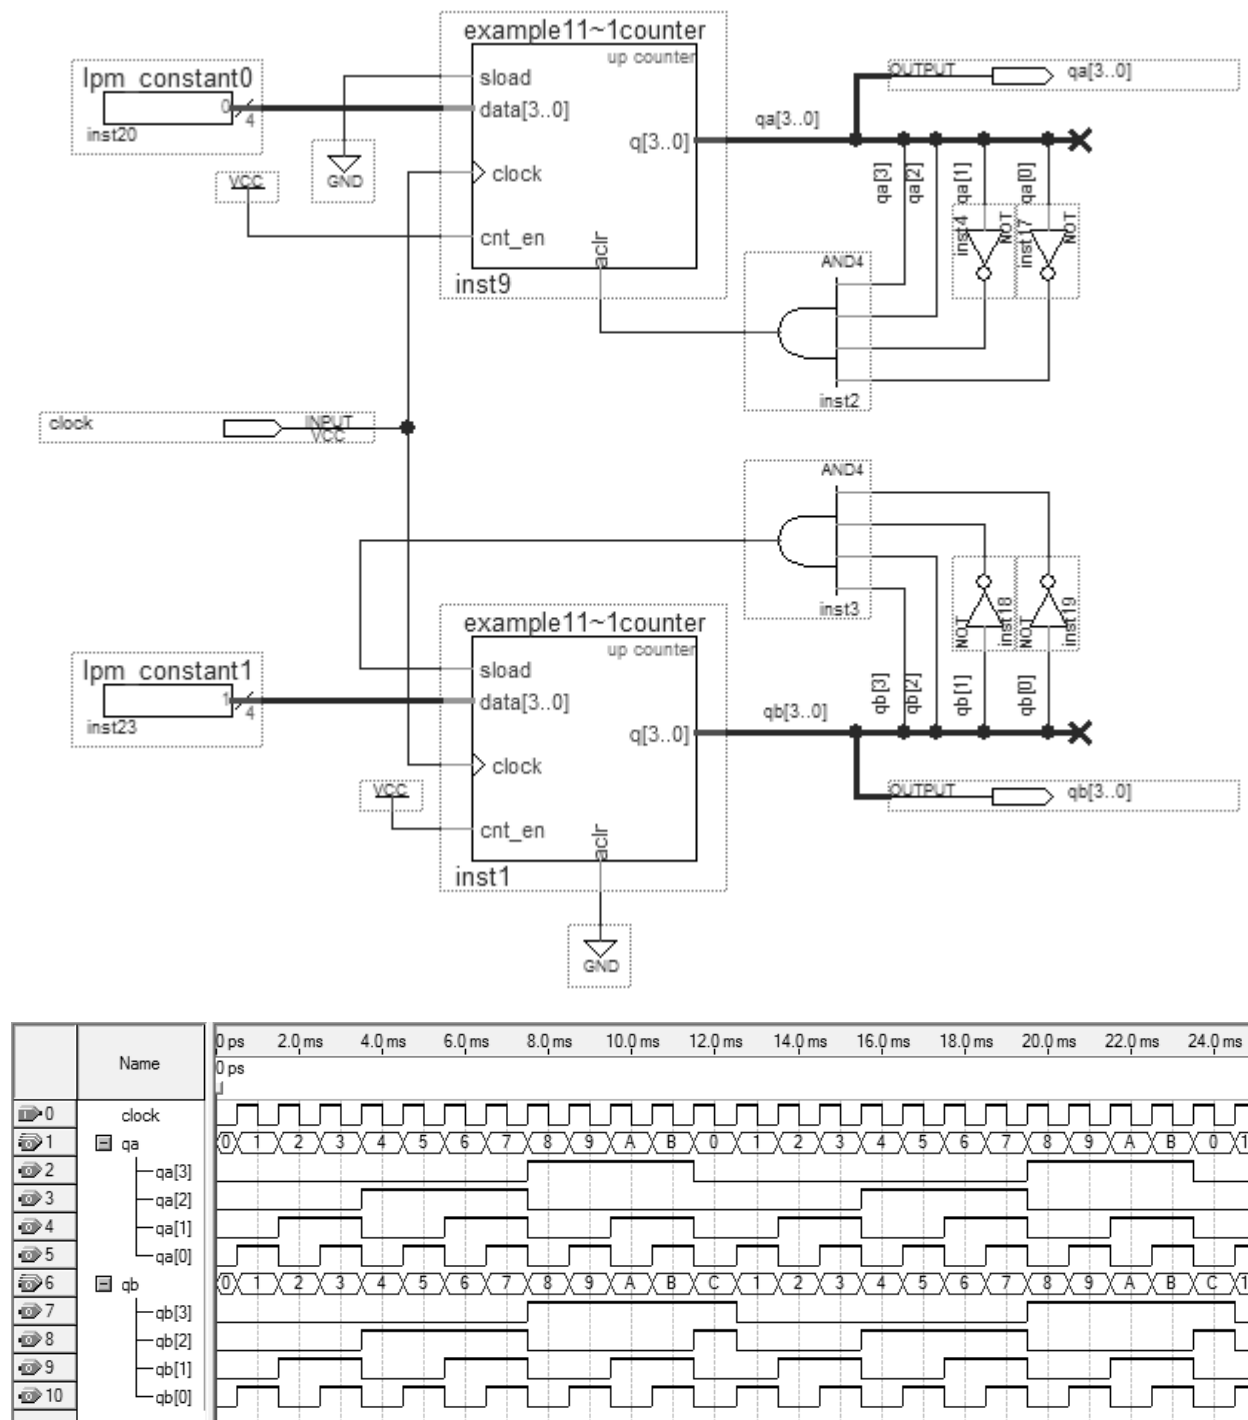 example11~1counter
up counter
lpm_constant0
0
4
inst20
sload
data[3..0]
q[3..0]
clock
cnt_en
aclr
inst9
GND
VCC
qa[3..0]
OUTPUT
qa[3..0]
qa[3]
qa[2]
qa[1]
qa[0]
inst4
NOT
inst17
NOT
AND4
inst2
clock
INPUT
VCC
AND4
inst3
NOT
inst18
NOT
inst19
example11~1counter
up counter
lpm_constant1
1
4
inst23
sload
data[3..0]
q[3..0]
clock
cnt_en
aclr
inst1
VCC
GND
qb[3..0]
qb[3]
qb[2]
qb[1]
qb[0]
OUTPUT
qb[3..0]
Name
0 ps 2.0 ms 4.0 ms 6.0 ms 8.0 ms 10.0 ms 12.0 ms 14.0 ms 16.0 ms 18.0 ms 20.0 ms 22.0 ms 24.0 ms
0 ps
0 clock
1 qa 0 1 2 3 4 5 6 7 8 9 A B 0 1 2 3 4 5 6 7 8 9 A B 0 1
2 qa[3]
3 qa[2]
4 qa[1]
5 qa[0]
6 qb 0 1 2 3 4 5 6 7 8 9 A B C 1 2 3 4 5 6 7 8 9 A B C 1
7 qb[3]
8 qb[2]
9 qb[1]
10 qb[0]